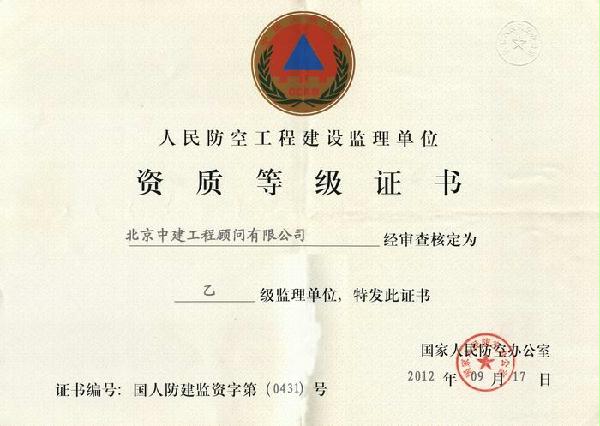 人民防空工程建设监理单位
资质等级证书
北京中建工程顾问有限公司 经审查核定为
乙 级监理单位，特发此证书
国家人民防空办公室
2012 年 09 月 17 日
证书编号：国人防建监资字第（0431）号